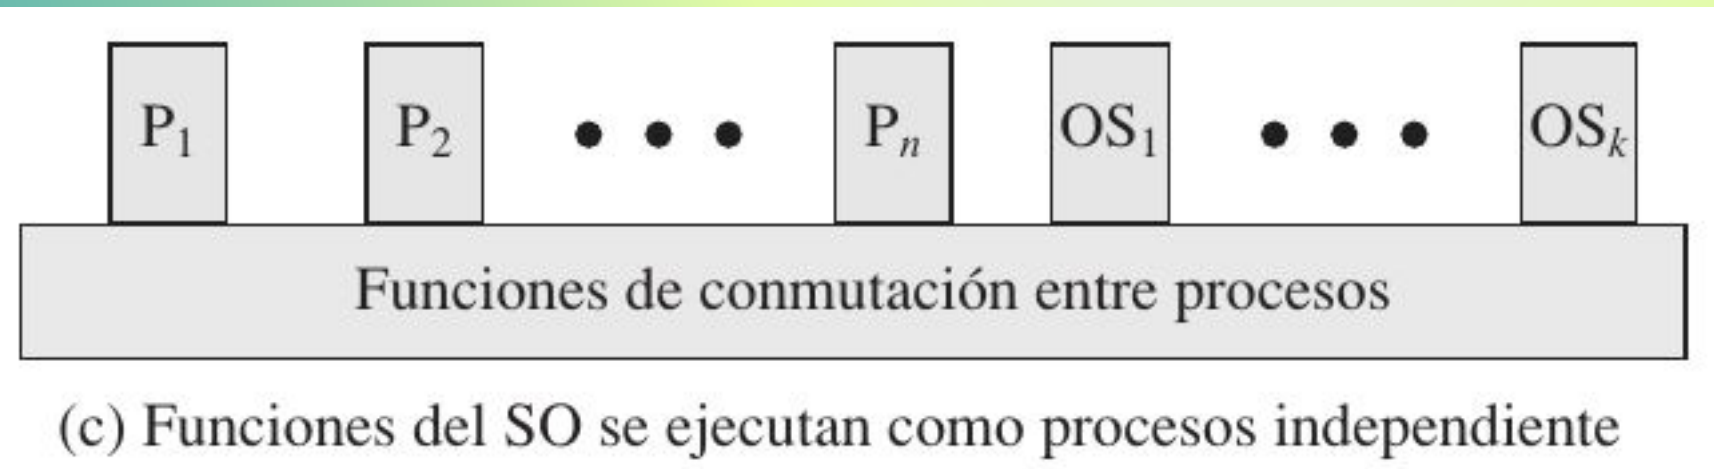 P₁ P₂ • • • Pₙ OS₁ • • • OSₖ
Funciones de conmutación entre procesos
(c) Funciones del SO se ejecutan como procesos independiente